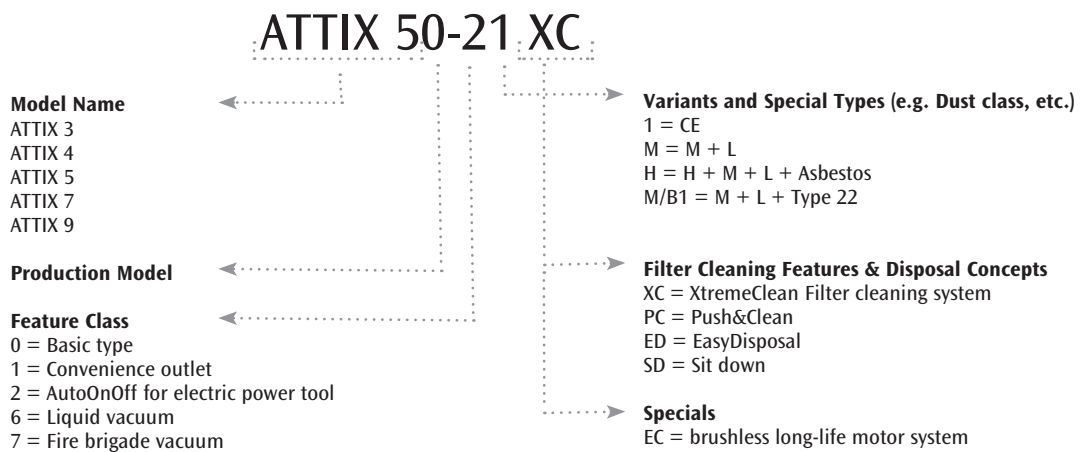 ATTIX 50-21 XC
Model Name
ATTIX 3
ATTIX 4
ATTIX 5
ATTIX 7
ATTIX 9
Production Model
Feature Class
0 = Basic type
1 = Convenience outlet
2 = AutoOnOff for electric power tool
6 = Liquid vacuum
7 = Fire brigade vacuum
Variants and Special Types (e.g. Dust class, etc.)
1 = CE
M = M + L
H = H + M + L + Asbestos
M/B1 = M + L + Type 22
Filter Cleaning Features & Disposal Concepts
XC = XtremeClean Filter cleaning system
PC = Push&Clean
ED = EasyDisposal
SD = Sit down
Specials
EC = brushless long-life motor system